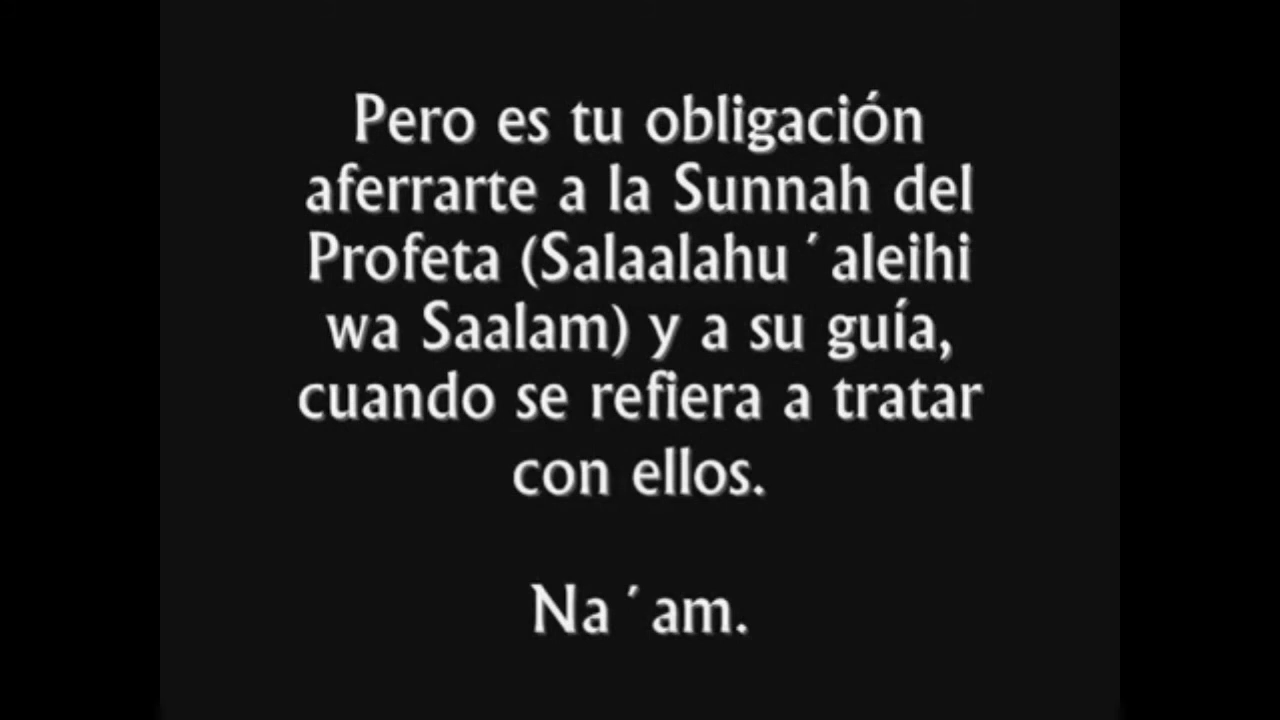 Pero es tu obligación
aferrarte a la Sunnah del
Profeta (Salaalahu ´aleihi
wa Saalam) y a su guía,
cuando se refiera a tratar
con ellos.
Na´am.